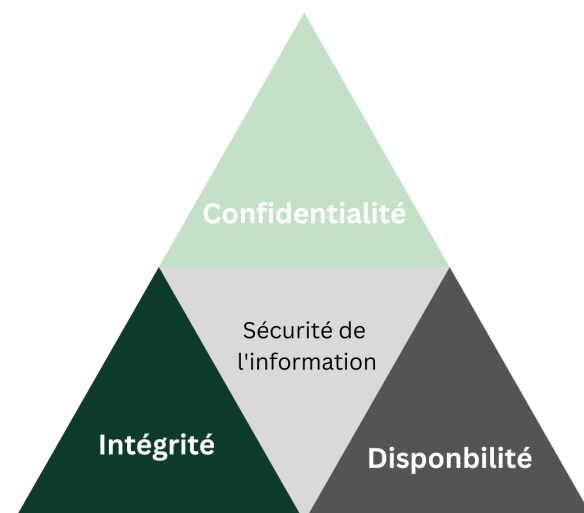 Confidentialité
Sécurité de
l'information
Intégrité
Disponbilité